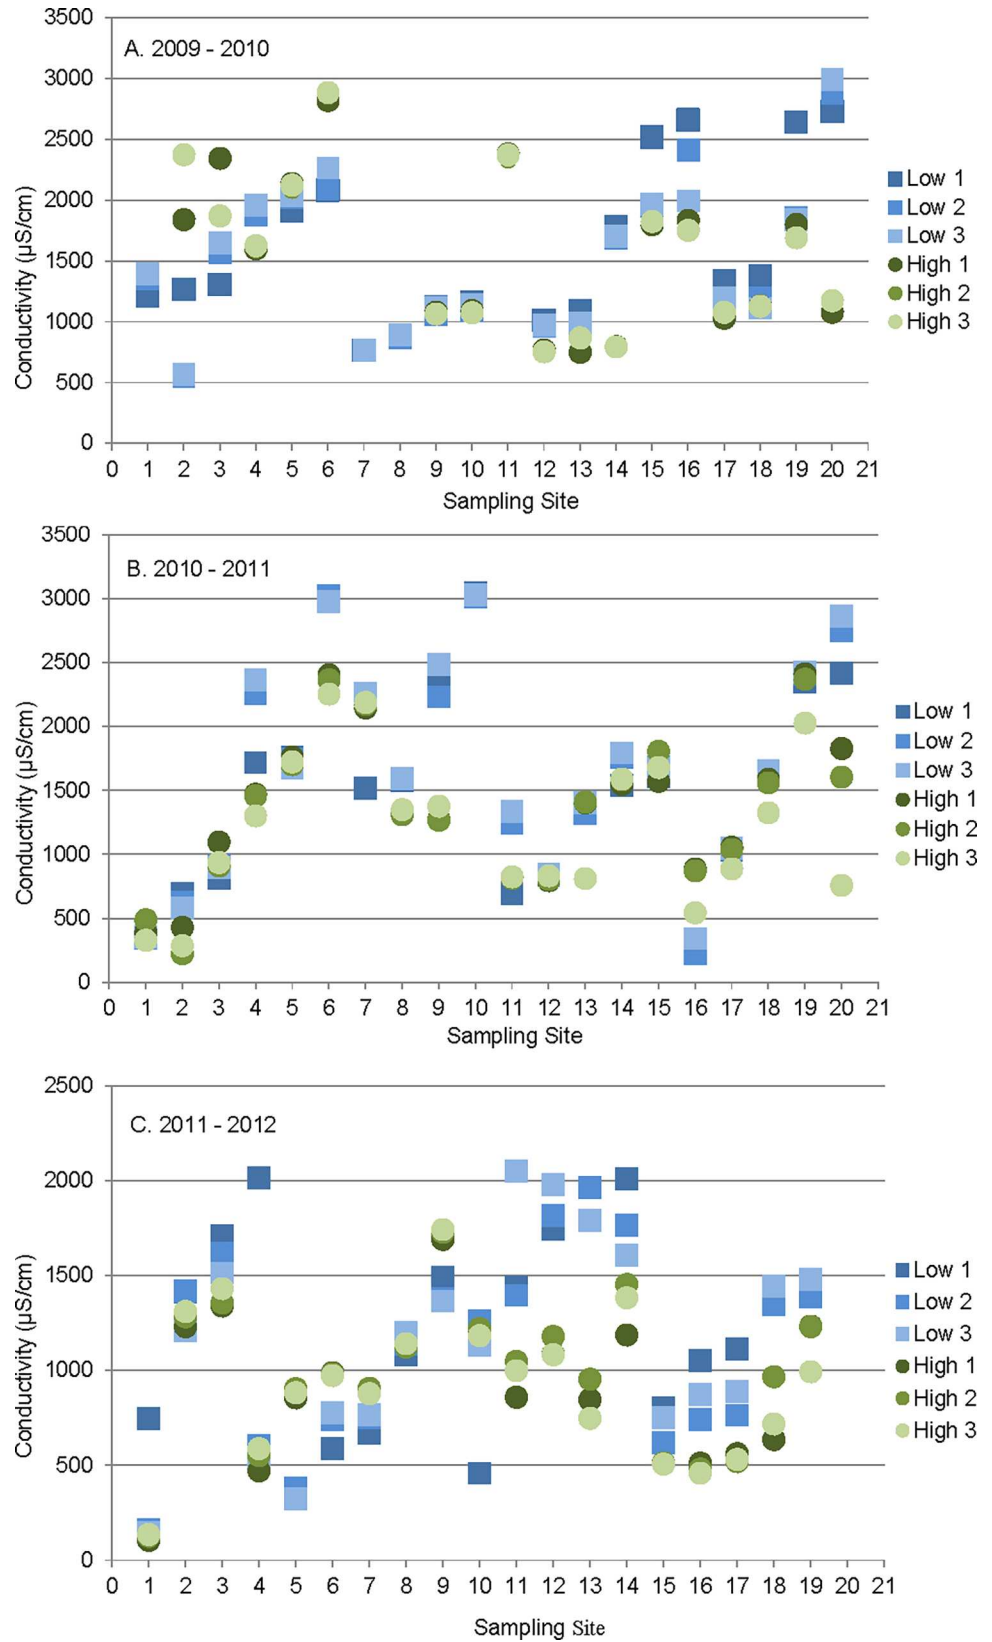 A. 2009 - 2010
Conductivity (µS/cm)
3500
3000
2500
2000
1500
1000
500
0
0 1 2 3 4 5 6 7 8 9 10 11 12 13 14 15 16 17 18 19 20 21
Sampling Site
Low 1
Low 2
Low 3
High 1
High 2
High 3
B. 2010 - 2011
Conductivity (µS/cm)
3500
3000
2500
2000
1500
1000
500
0
0 1 2 3 4 5 6 7 8 9 10 11 12 13 14 15 16 17 18 19 20 21
Sampling Site
Low 1
Low 2
Low 3
High 1
High 2
High 3
C. 2011 - 2012
Conductivity (µS/cm)
2500
2000
1500
1000
500
0
0 1 2 3 4 5 6 7 8 9 10 11 12 13 14 15 16 17 18 19 20 21
Sampling Site
Low 1
Low 2
Low 3
High 1
High 2
High 3